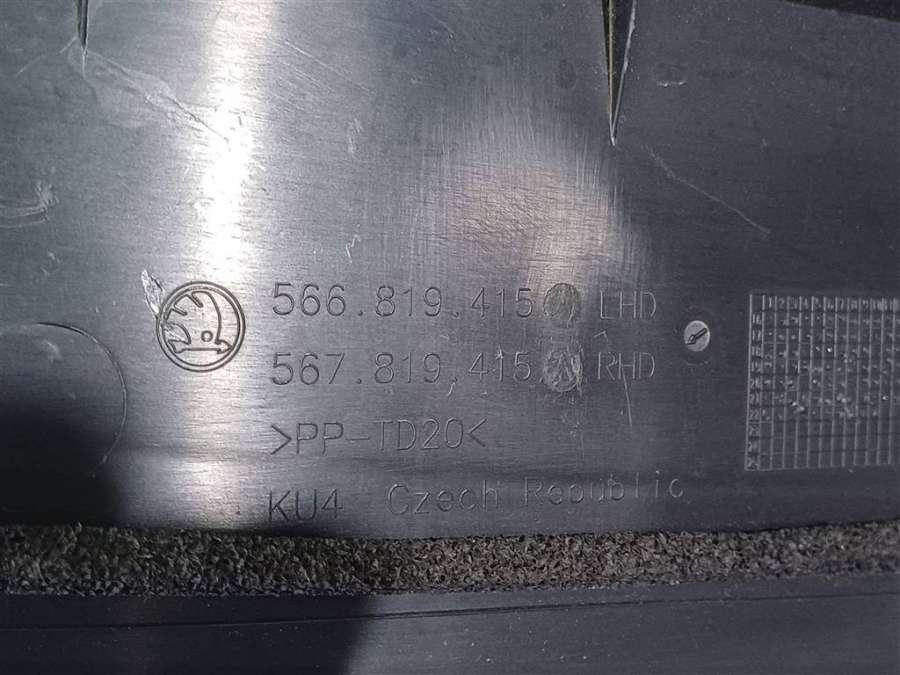 566.819.415 LHD
567.819.415 RHD
>PP-TD20<
KU4 Czech Republic